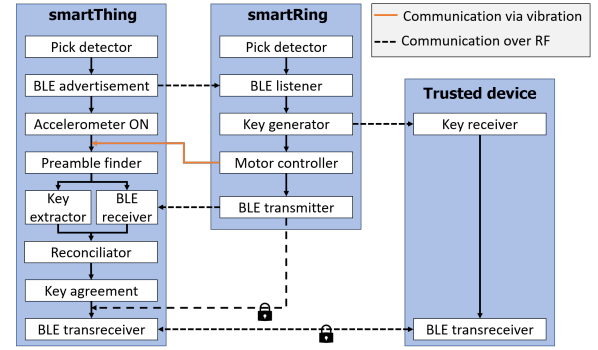 smartThing
Pick detector
BLE advertisement
Accelerometer ON
Preamble finder
Key
extractor
BLE
receiver
Reconciliator
Key agreement
BLE transreceiver
smartRing
Pick detector
BLE listener
Key generator
Motor controller
BLE transmitter
Communication via vibration
Communication over RF
Trusted device
Key receiver
BLE transreceiver